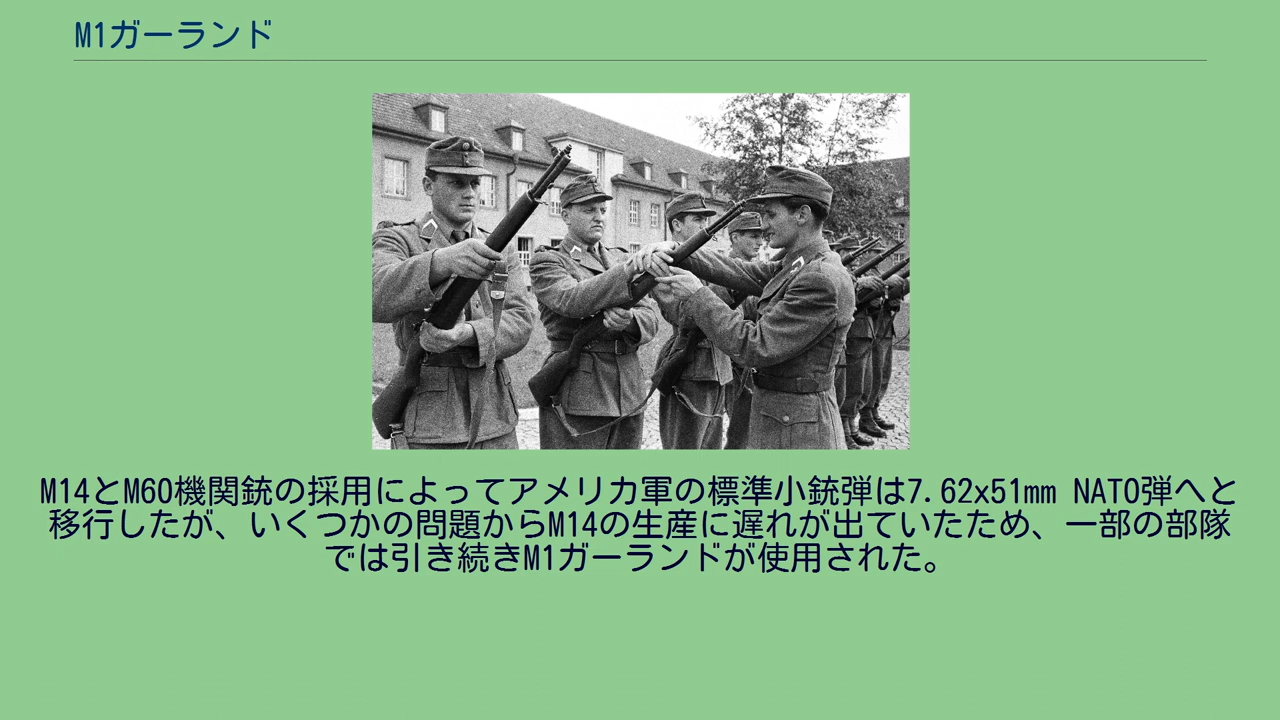 M1ガーランド
M14とM60機関銃の採用によってアメリカ軍の標準小銃弾は7.62x51mm NATO弾へと
移行したが、いくつかの問題からM14の生産に遅れが出ていたため、一部の部隊
では引き続きM1ガーランドが使用された。